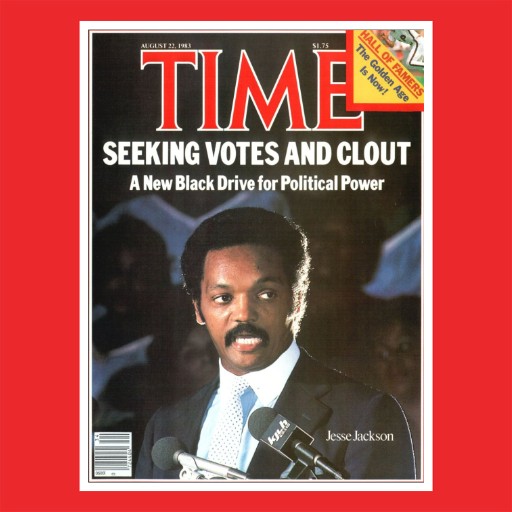 AUGUST 22, 1983
$1.75
TIME
HALL OF FAMERS
The Golden Age
Is Now!
SEEKING VOTES AND CLOUT
A New Black Drive for Political Power
Jesse Jackson